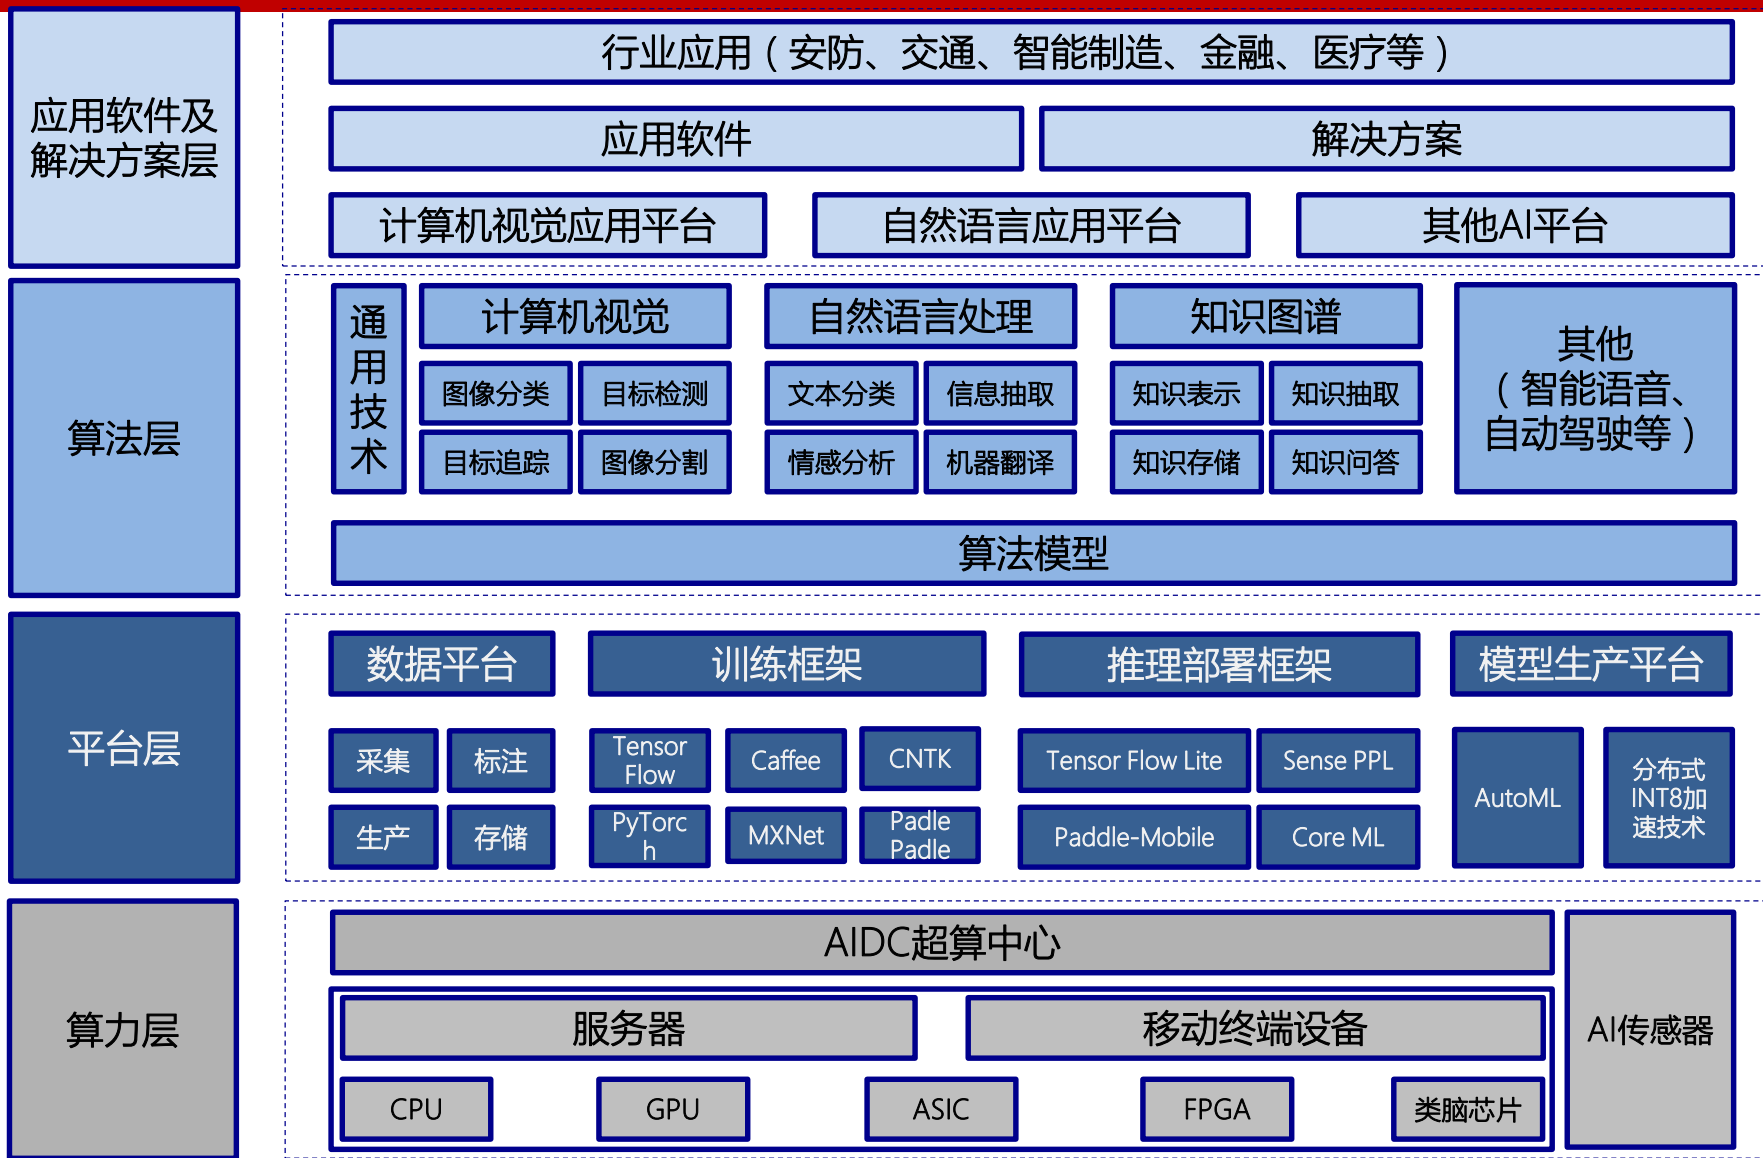 应用软件及
解决方案层
行业应用（安防、交通、智能制造、金融、医疗等）
应用软件
解决方案
计算机视觉应用平台
自然语言应用平台
其他AI平台
算法层
通
用
技
术
计算机视觉
图像分类
目标检测
目标追踪
图像分割
自然语言处理
文本分类
信息抽取
情感分析
机器翻译
知识图谱
知识表示
知识抽取
知识存储
知识问答
其他
（智能语音、
自动驾驶等）
算法模型
平台层
数据平台
采集
标注
生产
存储
训练框架
Tensor
Flow
Caffee
CNTK
PyTorc
h
MXNet
Padle
Padle
推理部署框架
Tensor Flow Lite
Sense PPL
Paddle-Mobile
Core ML
模型生产平台
AutoML
分布式
INT8加
速技术
算力层
AIDC超算中心
服务器
移动终端设备
CPU
GPU
ASIC
FPGA
类脑芯片
AI传感器